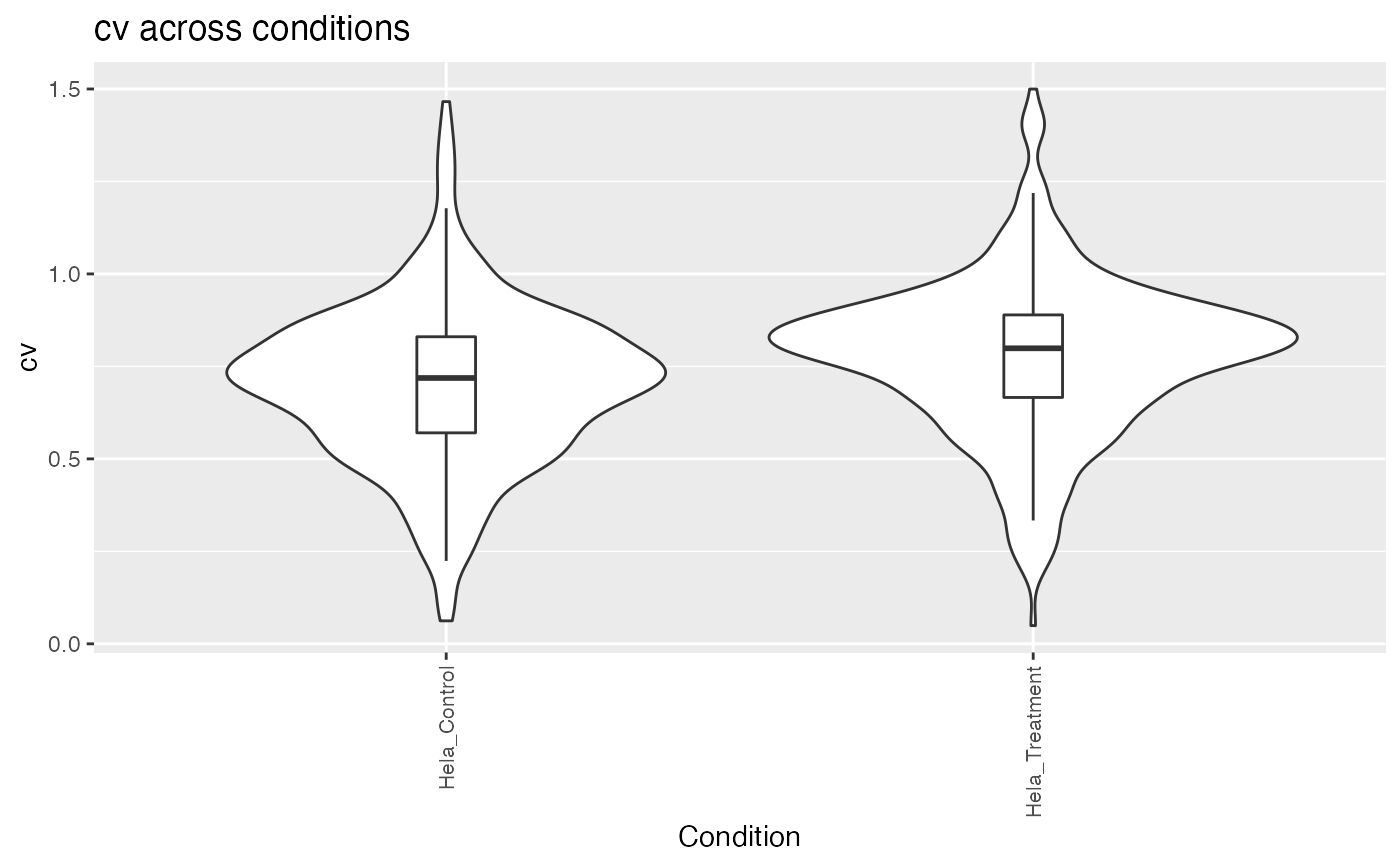 cv across conditions
1.5
1.0
0.5
0.0
cv
Hela_Control
Hela_Treatment
Condition